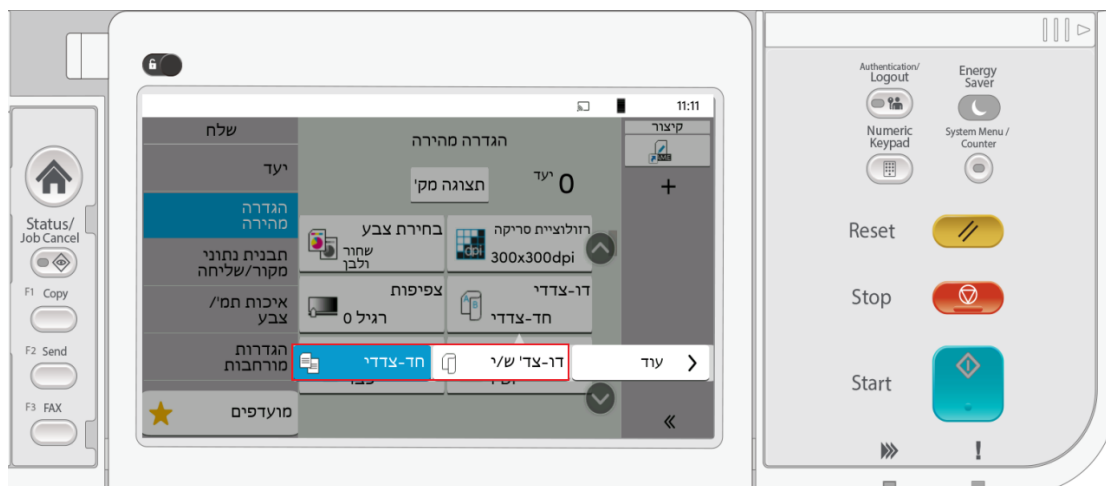 Status/
Job Cancel
F1 Copy
F2 Send
F3 FAX
11:11
שלח
יעד
הגדרה
מהירה
תבנית נתוני
מקור/שליחה
איכות תמ'/
צבע
הגדרות
מורחבות
מועדפים
הגדרה מהירה
0 יעד
תצוגה מק'
רזולוציית סריקה
300x300dpi
dpi
בחירת צבע
שחור
ולבן
דו-צדדי
חד-צדדי
AB
צפיפות
רגיל 0
חד-צדדי
דו-צד' ש/י
עוד
קיצור
+
Authentication/
Logout
Energy
Saver
Numeric
Keypad
System Menu /
Counter
Reset
Stop
Start